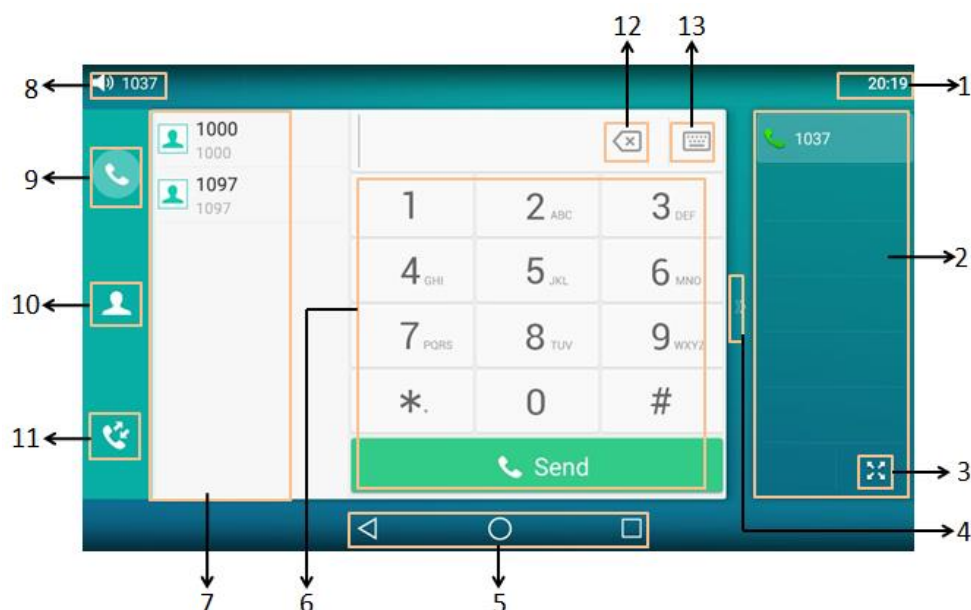 12 13
8 1037 20:19 1
1000
1000
1037
9
1097
1097
1 2 ABC 3 DEF
2
4 GHI 5 JKL 6 MNO
10 6
7 PQRS 8 TUV 9 WXYZ
*. 0 #
11
Send 3
4
7 6 5